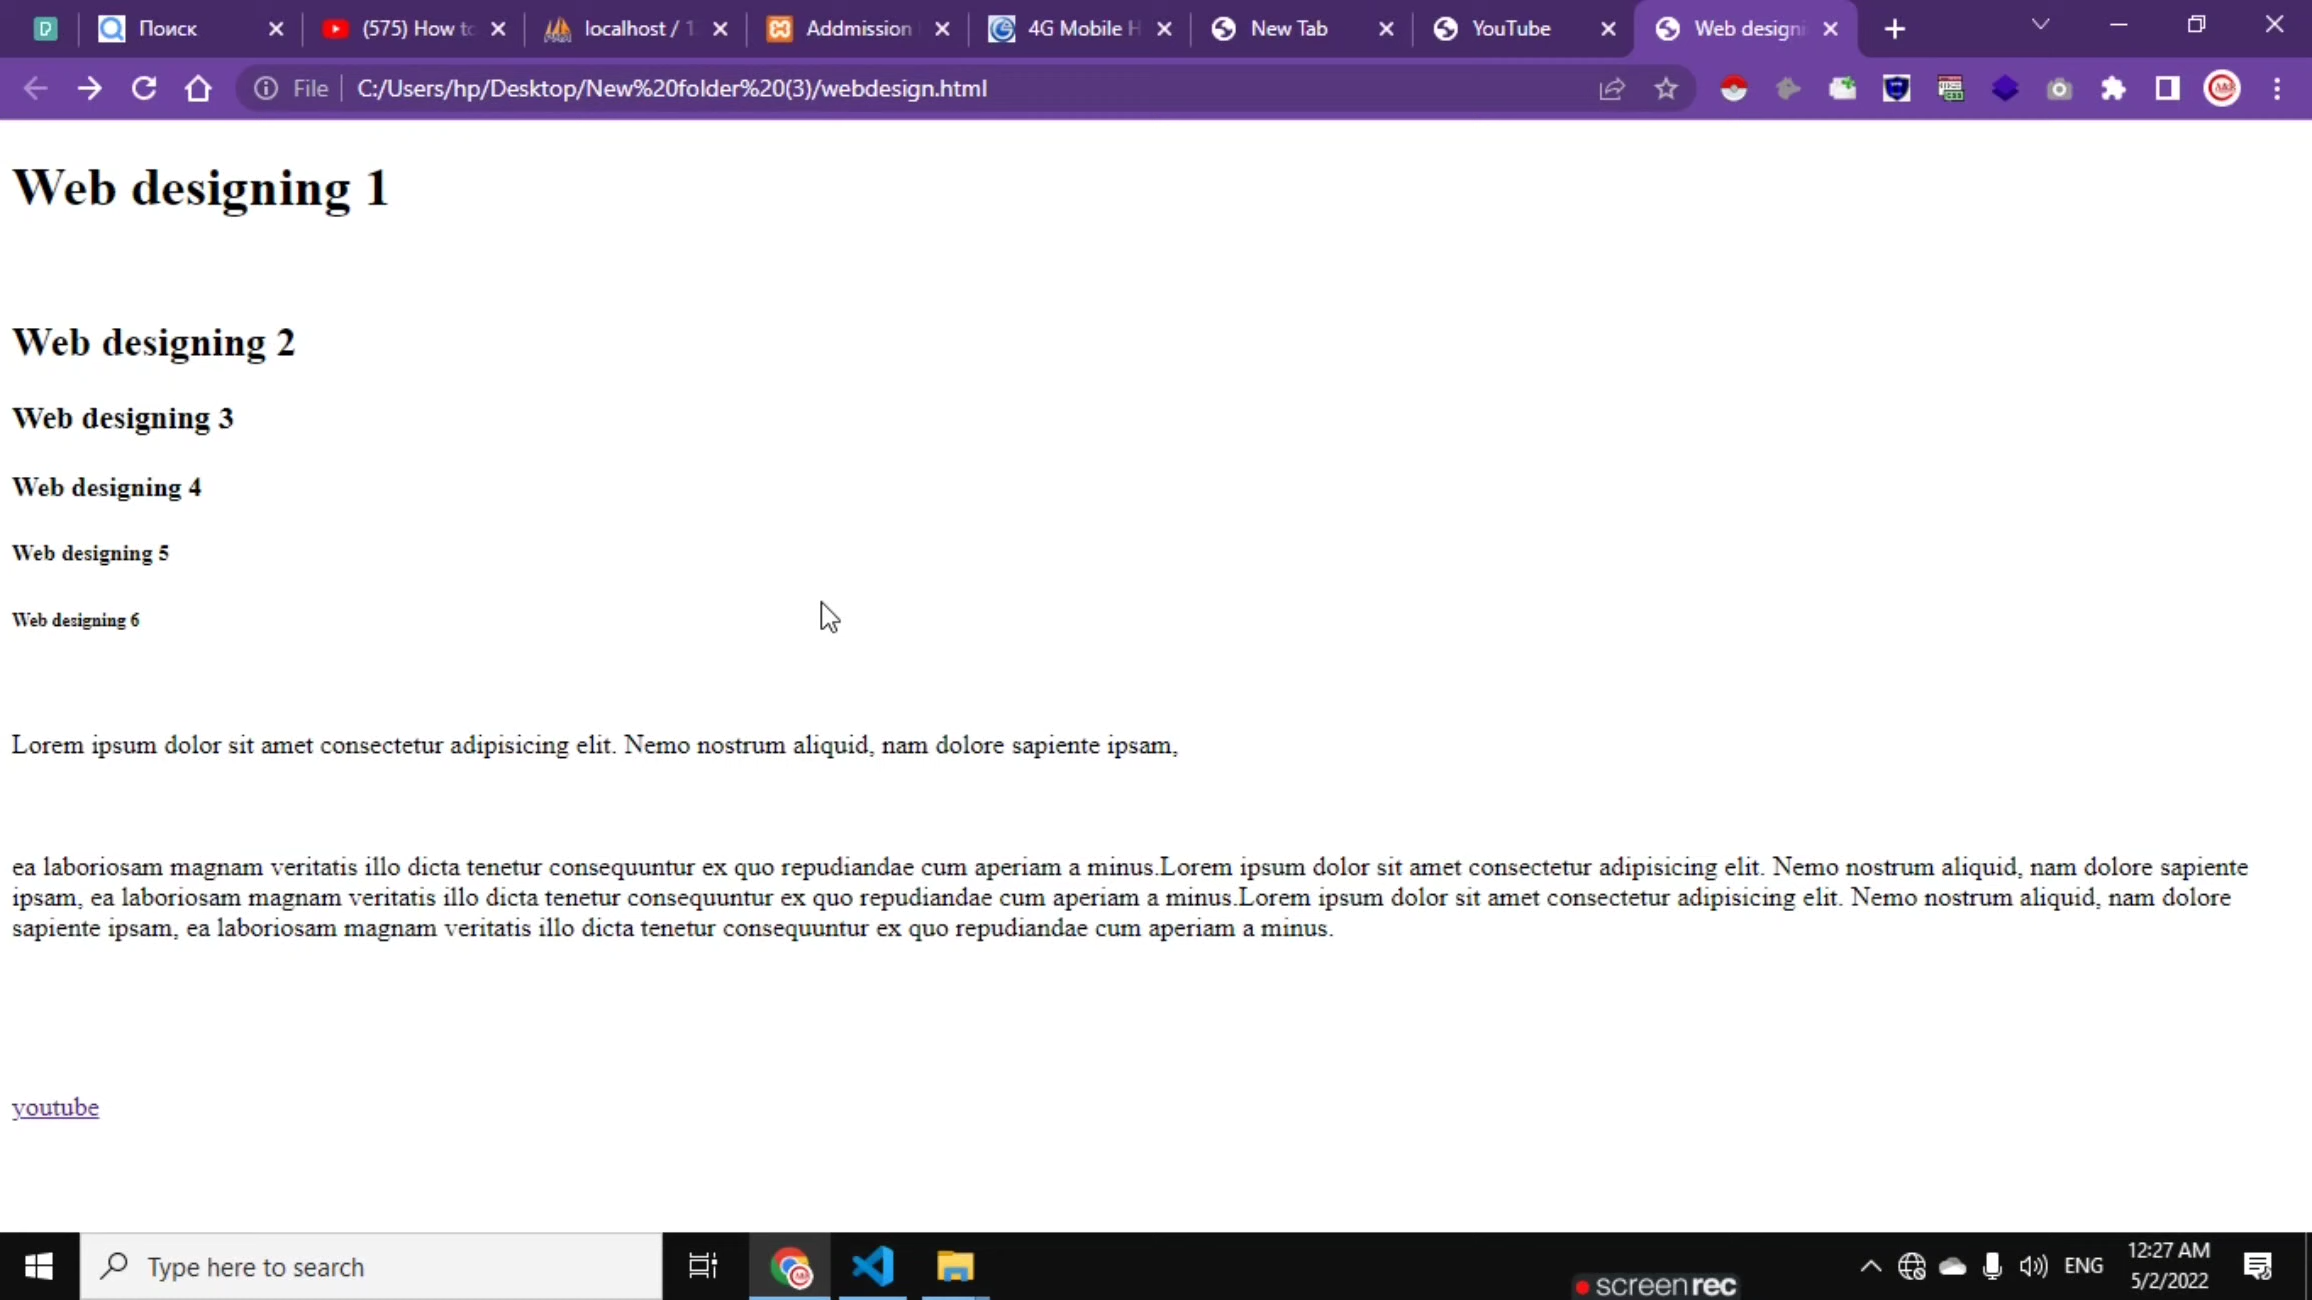 Поиск
(575) How to
localhost / 1
Addmission
4G Mobile H
New Tab
YouTube
Web designi
File
C:/Users/hp/Desktop/New%20folder%20(3)/webdesign.html
Web designing 1
Web designing 2
Web designing 3
Web designing 4
Web designing 5
Web designing 6
Lorem ipsum dolor sit amet consectetur adipisicing elit. Nemo nostrum aliquid, nam dolore sapiente ipsam,
ea laboriosam magnam veritatis illo dicta tenetur consequuntur ex quo repudiandae cum aperiam a minus.Lorem ipsum dolor sit amet consectetur adipisicing elit. Nemo nostrum aliquid, nam dolore sapiente
ipsam, ea laboriosam magnam veritatis illo dicta tenetur consequuntur ex quo repudiandae cum aperiam a minus.Lorem ipsum dolor sit amet consectetur adipisicing elit. Nemo nostrum aliquid, nam dolore
sapiente ipsam, ea laboriosam magnam veritatis illo dicta tenetur consequuntur ex quo repudiandae cum aperiam a minus.
youtube
Type here to search
screenrec
ENG
12:27 AM
5/2/2022